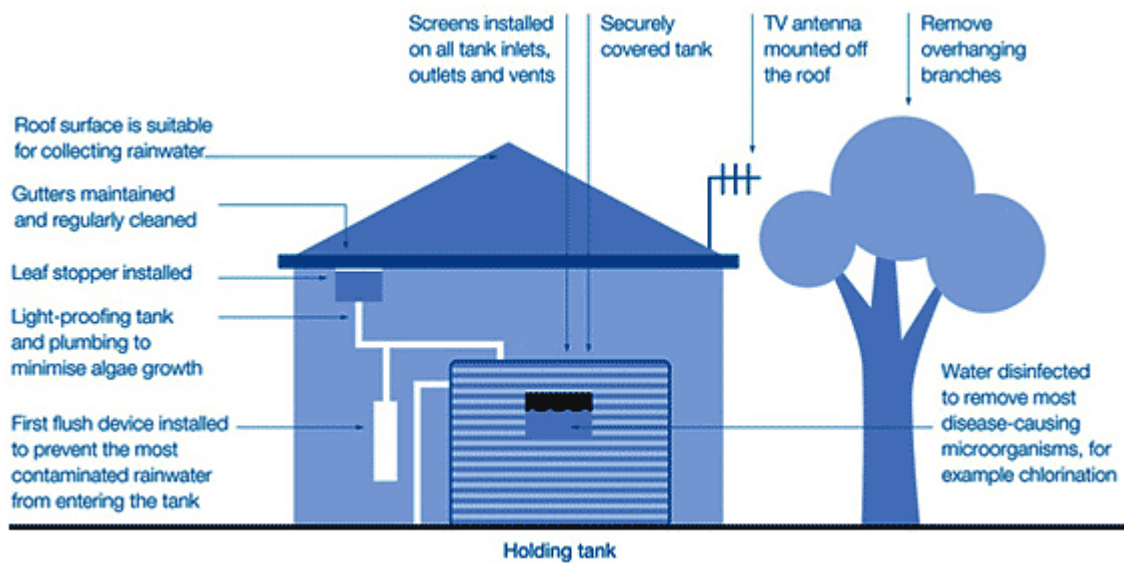 Screens installed
on all tank inlets,
outlets and vents
Securely
covered tank
TV antenna
mounted off
the roof
Remove
overhanging
branches
Roof surface is suitable
for collecting rainwater
Gutters maintained
and regularly cleaned
Leaf stopper installed
Light-proofing tank
and plumbing to
minimise algae growth
First flush device installed
to prevent the most
contaminated rainwater
from entering the tank
Water disinfected
to remove most
disease-causing
microorganisms, for
example chlorination
Holding tank